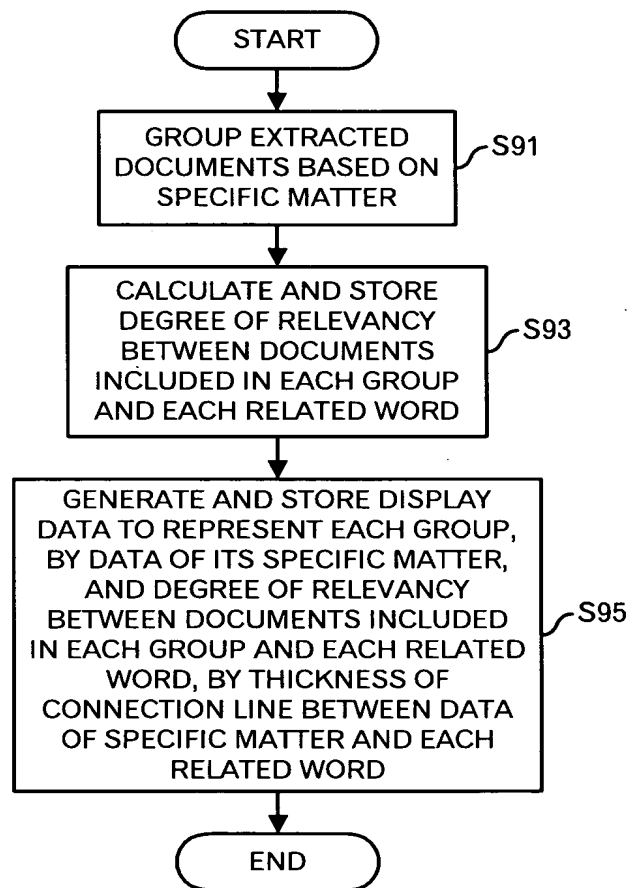 START
GROUP EXTRACTED
DOCUMENTS BASED ON
SPECIFIC MATTER
S91
CALCULATE AND STORE
DEGREE OF RELEVANCY
BETWEEN DOCUMENTS
INCLUDED IN EACH GROUP
AND EACH RELATED WORD
S93
GENERATE AND STORE DISPLAY
DATA TO REPRESENT EACH GROUP,
BY DATA OF ITS SPECIFIC MATTER,
AND DEGREE OF RELEVANCY
BETWEEN DOCUMENTS INCLUDED
IN EACH GROUP AND EACH RELATED
WORD, BY THICKNESS OF
CONNECTION LINE BETWEEN DATA
OF SPECIFIC MATTER AND EACH
RELATED WORD
S95
END